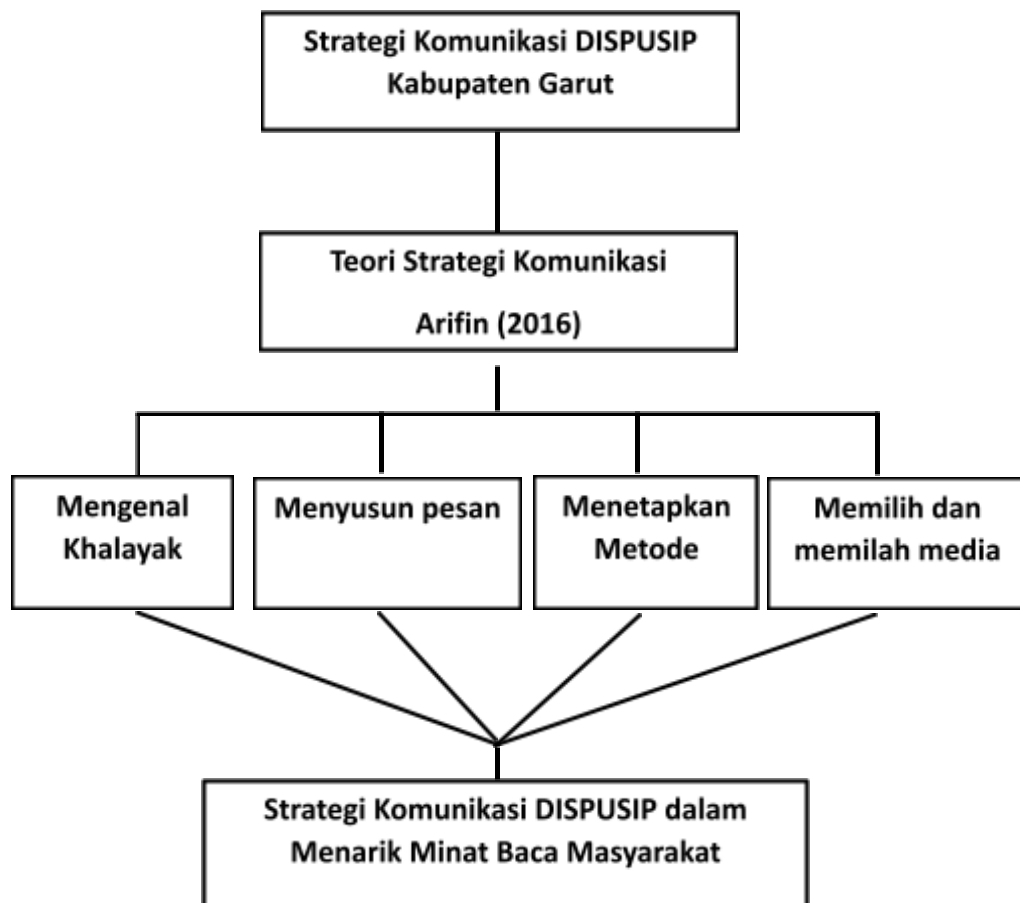 Strategi Komunikasi DISPUSIP
Kabupaten Garut
Teori Strategi Komunikasi
Arifin (2016)
Mengenal
Khalayak
Menyusun pesan
Menetapkan
Metode
Memilih dan
memilah media
Strategi Komunikasi DISPUSIP dalam
Menarik Minat Baca Masyarakat